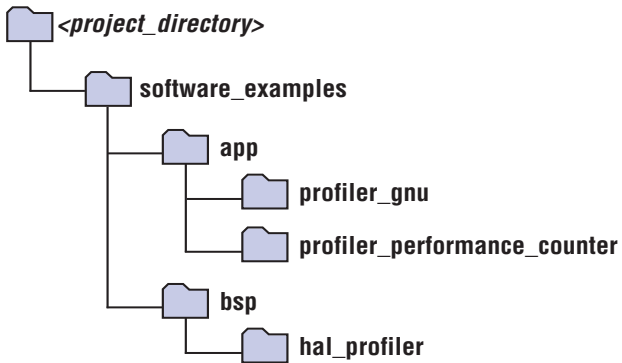 <project_directory>
software_examples
app
profiler_gnu
profiler_performance_counter
bsp
hal_profiler